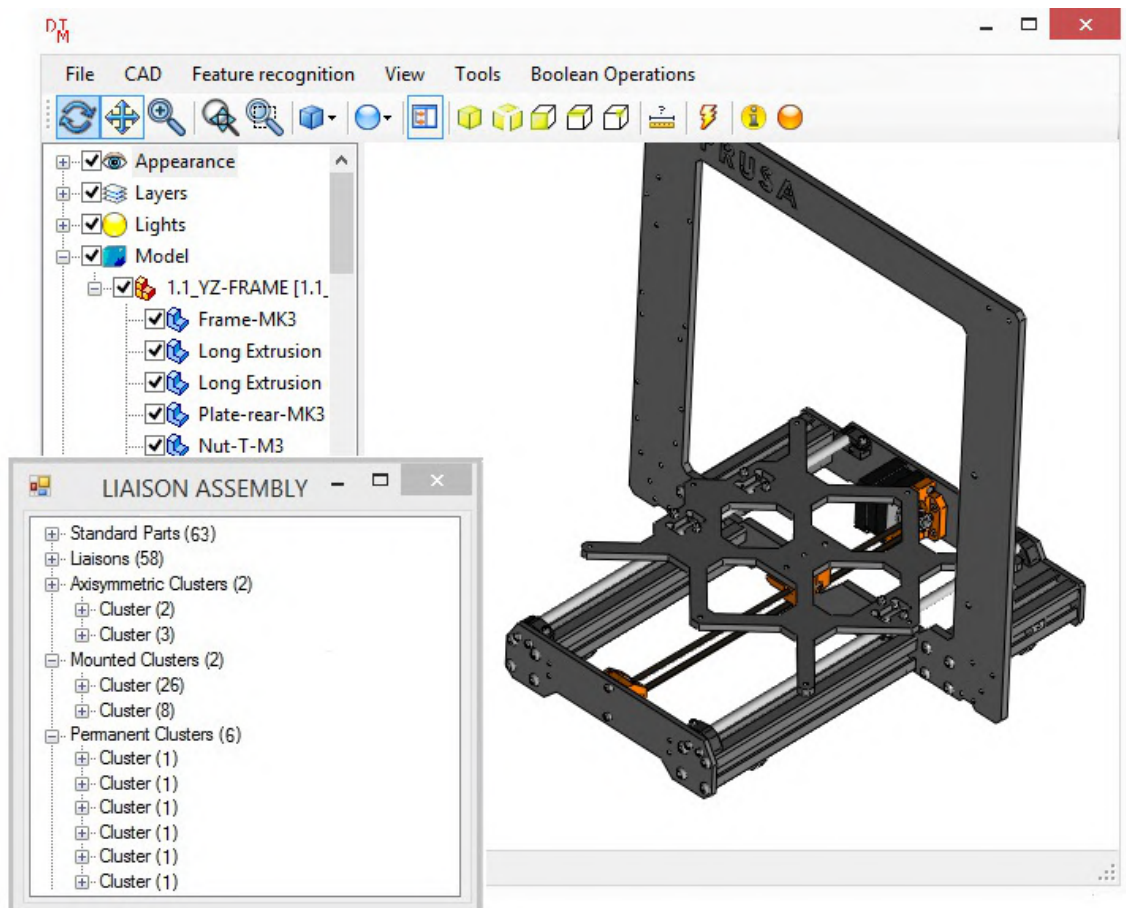 DTM
File CAD Feature recognition View Tools Boolean Operations
Appearance
Layers
Lights
Model
1.1_YZ-FRAME [1.1_
Frame-MK3
Long Extrusion
Long Extrusion
Plate-rear-MK3
Nut-T-M3
PRUSA
LIAISON ASSEMBLY
Standard Parts (63)
Liaisons (58)
Axisymmetric Clusters (2)
Cluster (2)
Cluster (3)
Mounted Clusters (2)
Cluster (26)
Cluster (8)
Permanent Clusters (6)
Cluster (1)
Cluster (1)
Cluster (1)
Cluster (1)
Cluster (1)
Cluster (1)